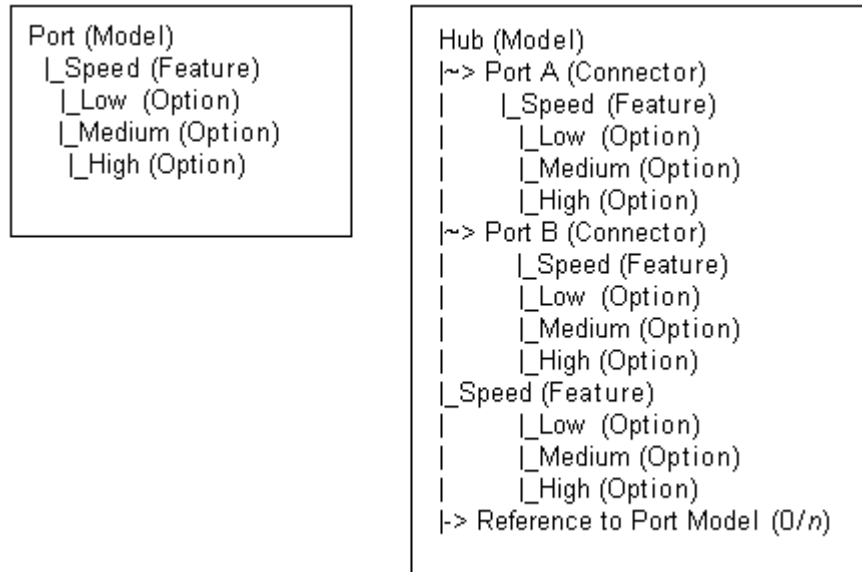 Port (Model)
|_Speed (Feature)
|_Low (Option)
|_Medium (Option)
|_High (Option)
Hub (Model)
|~> Port A (Connector)
| |_Speed (Feature)
| |_Low (Option)
| |_Medium (Option)
| |_High (Option)
|~> Port B (Connector)
| |_Speed (Feature)
| |_Low (Option)
| |_Medium (Option)
| |_High (Option)
|_Speed (Feature)
| |_Low (Option)
| |_Medium (Option)
| |_High (Option)
|-> Reference to Port Model (0/n)